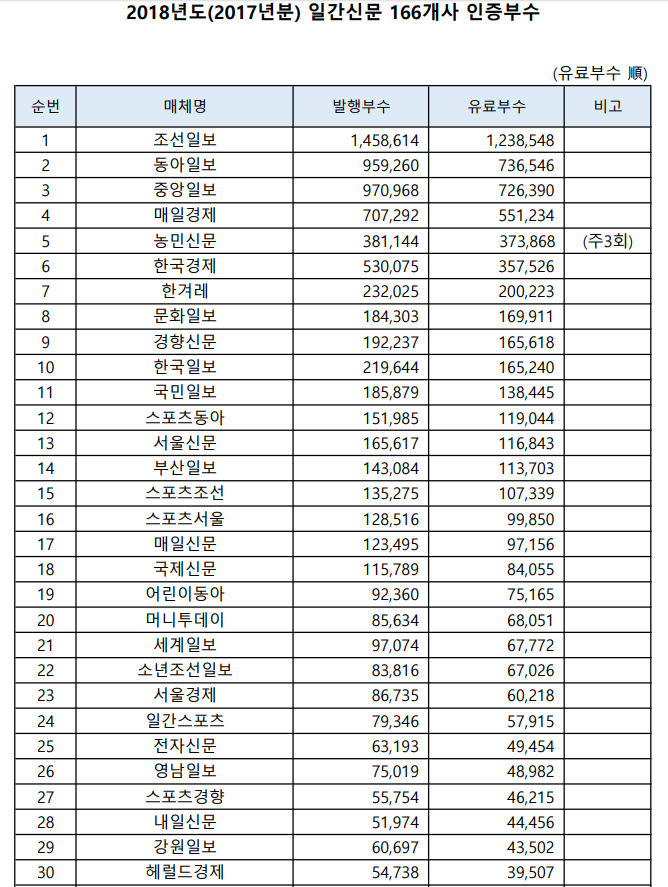 2018년도(2017년분) 일간신문 166개사 인증부수
(유료부수 順)
순번 매체명 발행부수 유료부수 비고
1 조선일보 1,458,614 1,238,548
2 동아일보 959,260 736,546
3 중앙일보 970,968 726,390
4 매일경제 707,292 551,234
5 농민신문 381,144 373,868 (주3회)
6 한국경제 530,075 357,526
7 한겨레 232,025 200,223
8 문화일보 184,303 169,911
9 경향신문 192,237 165,618
10 한국일보 219,644 165,240
11 국민일보 185,879 138,445
12 스포츠동아 151,985 119,044
13 서울신문 165,617 116,843
14 부산일보 143,084 113,703
15 스포츠조선 135,275 107,339
16 스포츠서울 128,516 99,850
17 매일신문 123,495 97,156
18 국제신문 115,789 84,055
19 어린이동아 92,360 75,165
20 머니투데이 85,634 68,051
21 세계일보 97,074 67,772
22 소년조선일보 83,816 67,026
23 서울경제 86,735 60,218
24 일간스포츠 79,346 57,915
25 전자신문 63,193 49,454
26 영남일보 75,019 48,982
27 스포츠경향 55,754 46,215
28 내일신문 51,974 44,456
29 강원일보 60,697 43,502
30 헤럴드경제 54,738 39,507